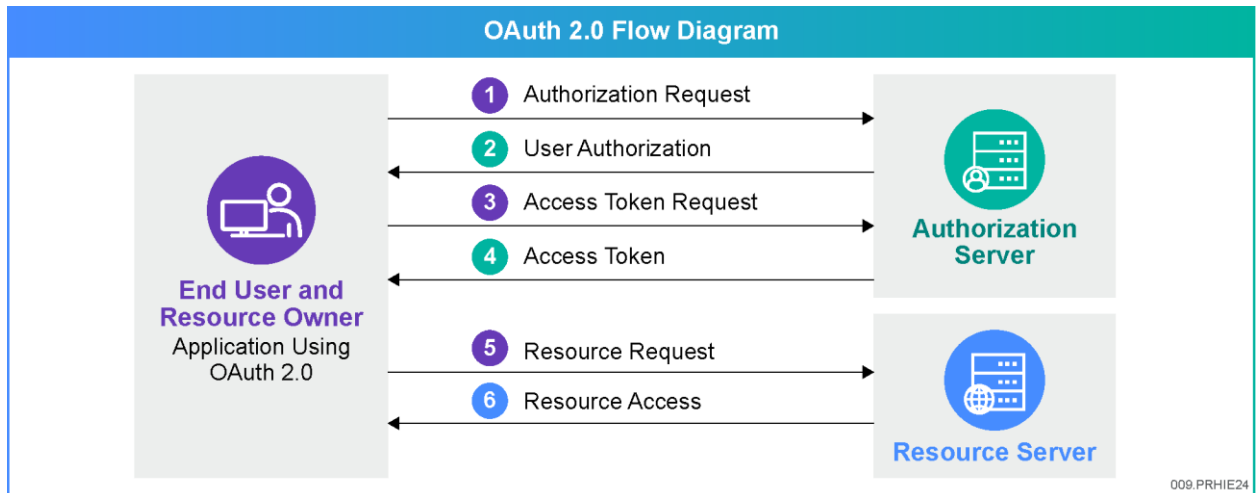 OAuth 2.0 Flow Diagram
End User and
Resource Owner
Application Using
OAuth 2.0
1 Authorization Request
2 User Authorization
3 Access Token Request
4 Access Token
5 Resource Request
6 Resource Access
Authorization
Server
Resource Server
009.PRHIE24